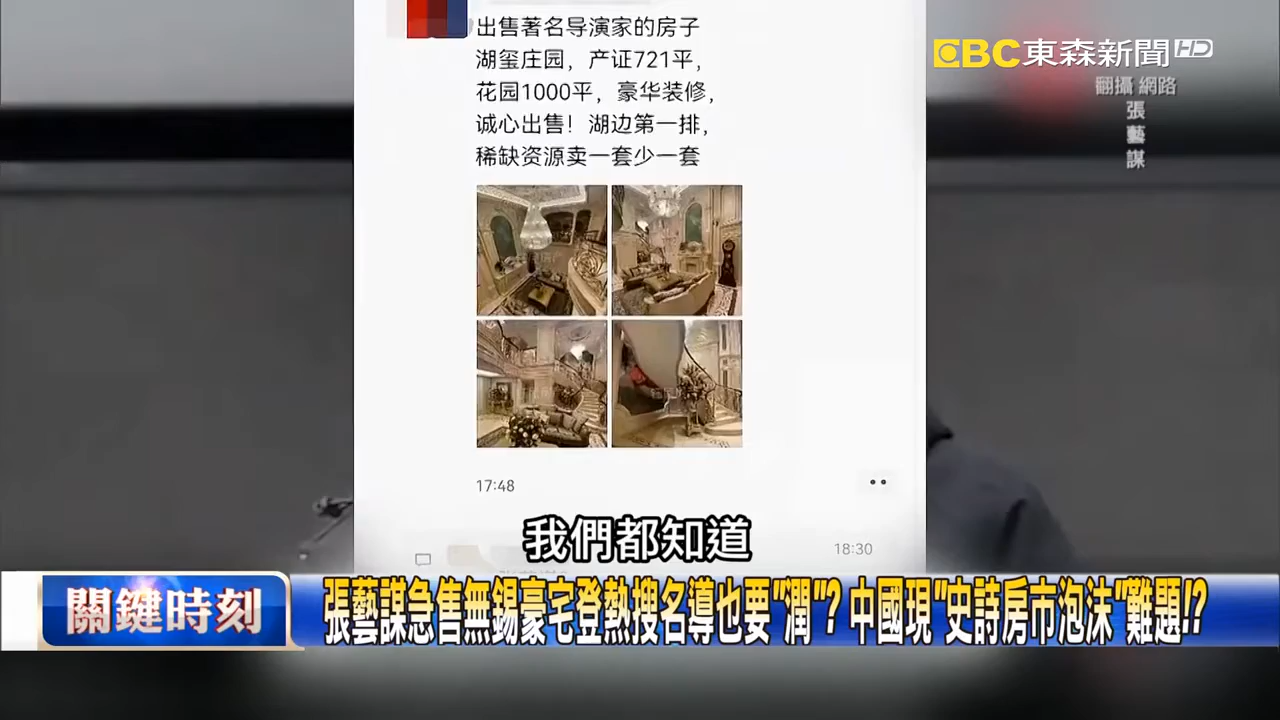 出售著名导演家的房子
湖玺庄园，产证721平，
花园1000平，豪华装修，
诚心出售！湖边第一排，
稀缺资源卖一套少一套
17:48
18:30
EBC東森新聞HD
翻攝 網路
張藝謀
我們都知道
關鍵時刻
張藝謀急售無錫豪宅登熱搜名導也要"潤"? 中國現"史詩房市泡沫"難題!?